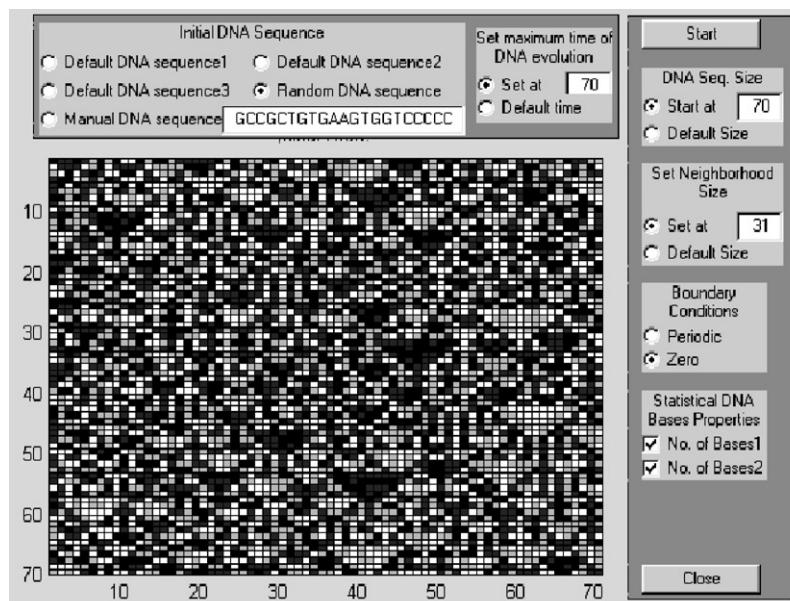 Initial DNA Sequence
Default DNA sequence1
Default DNA sequence2
Default DNA sequence3
Random DNA sequence
Manual DNA sequence
GCCGCTGTGAAGTGGTCCCCC
Set maximum time of
DNA evolution
Set at 70
Default time
Start
DNA Seq. Size
Start at 70
Default Size
Set Neighborhood
Size
Set at 31
Default Size
Boundary
Conditions
Periodic
Zero
Statistical DNA
Bases Properties
No. of Bases1
No. of Bases2
Close
10
20
30
40
50
60
70
10 20 30 40 50 60 70